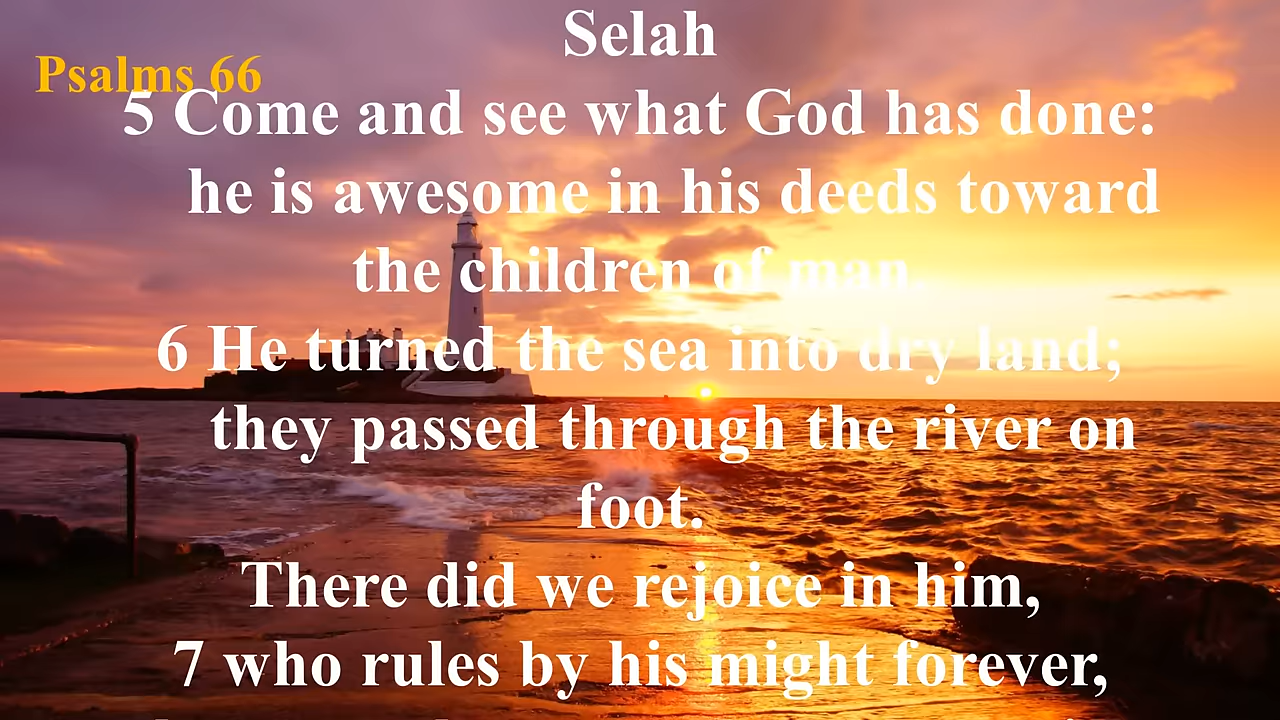 Selah
Psalms 66
5 Come and see what God has done:
he is awesome in his deeds toward
the children of man.
6 He turned the sea into dry land;
they passed through the river on
foot.
There did we rejoice in him,
7 who rules by his might forever,